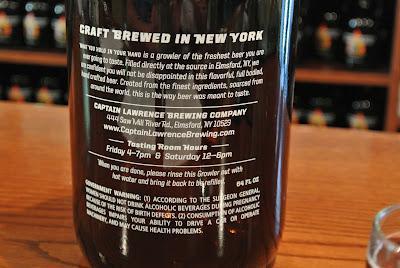 CRAFT BREWED IN NEW YORK
WHAT YOU HOLD IN YOUR HAND is a growler of the freshest beer you are
ever going to taste. Filled directly at the source in Elmsford, NY, we
are confident you will not be disappointed in this flavorful, full bodied,
hand crafted beer. Created from the finest ingredients, sourced from
around the world, this is the way beer was meant to taste.
CAPTAIN LAWRENCE BREWING COMPANY
444 Saw Mill River Rd., Elmsford, NY 10523
www.CaptainLawrenceBrewing.com
Tasting Room Hours
Friday 4-7pm & Saturday 12-6pm
When you are done, please rinse this Growler out with
hot water and bring it back to be refilled.
64 FL OZ
GOVERNMENT WARNING: (1) ACCORDING TO THE SURGEON GENERAL,
WOMEN SHOULD NOT DRINK ALCOHOLIC BEVERAGES DURING PREGNANCY
BECAUSE OF THE RISK OF BIRTH DEFECTS. (2) CONSUMPTION OF ALCOHOLIC
BEVERAGES IMPAIRS YOUR ABILITY TO DRIVE A CAR OR OPERATE
MACHINERY, AND MAY CAUSE HEALTH PROBLEMS.